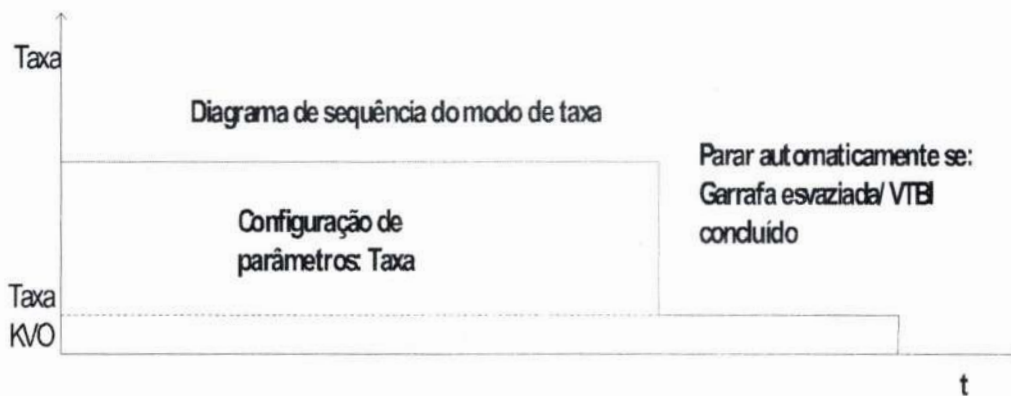 Taxa
Diagrama de sequência do modo de taxa
Parar automaticamente se:
Garrafa esvaziada/ VTBI
concluído
Configuração de
parâmetros: Taxa
Taxa
KVO
t